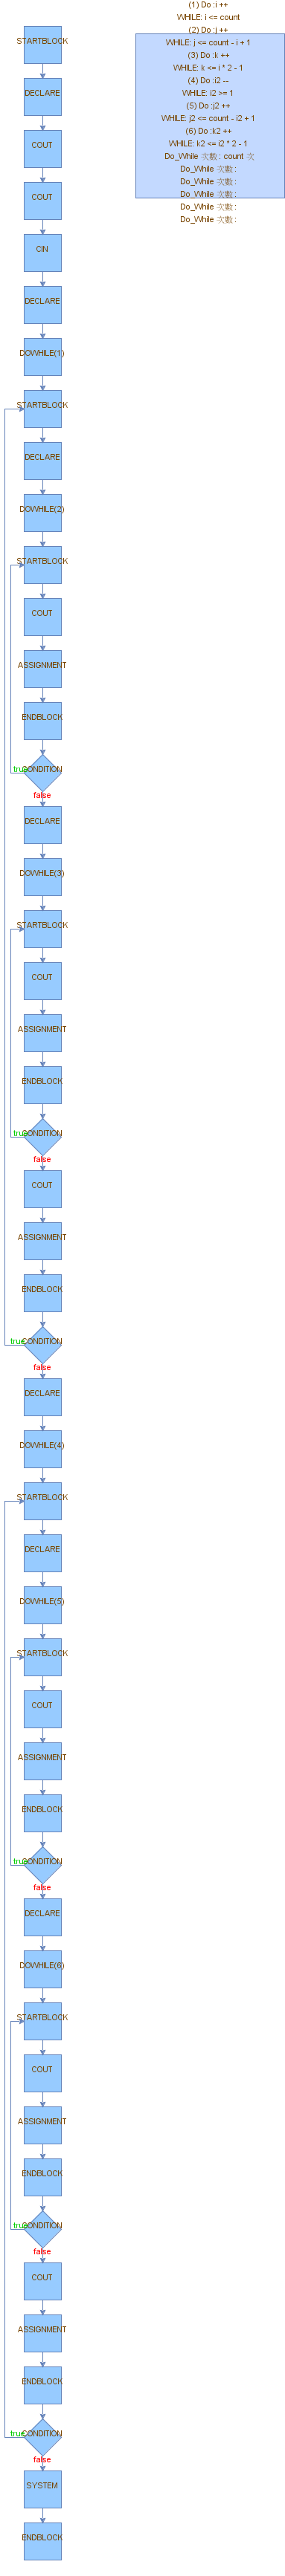 (1) Do :i ++
WHILE: i <= count
(2) Do :j ++
WHILE: j <= count - i + 1
(3) Do :k ++
WHILE: k <= i * 2 - 1
(4) Do :i2 --
WHILE: i2 >= 1
(5) Do :j2 ++
WHILE: j2 <= count - i2 + 1
(6) Do :k2 ++
WHILE: k2 <= i2 * 2 - 1
Do_While 次數 : count 次
Do_While 次數 :
Do_While 次數 :
Do_While 次數 :
Do_While 次數 :
Do_While 次數 :
STARTBLOCK
DECLARE
COUT
COUT
CIN
DECLARE
DOWHILE(1)
STARTBLOCK
DECLARE
DOWHILE(2)
STARTBLOCK
COUT
ASSIGNMENT
ENDBLOCK
true CONDITION
false
DECLARE
DOWHILE(3)
STARTBLOCK
COUT
ASSIGNMENT
ENDBLOCK
true CONDITION
false
COUT
ASSIGNMENT
ENDBLOCK
true CONDITION
false
DECLARE
DOWHILE(4)
STARTBLOCK
DECLARE
DOWHILE(5)
STARTBLOCK
COUT
ASSIGNMENT
ENDBLOCK
true CONDITION
false
DECLARE
DOWHILE(6)
STARTBLOCK
COUT
ASSIGNMENT
ENDBLOCK
true CONDITION
false
COUT
ASSIGNMENT
ENDBLOCK
true CONDITION
false
SYSTEM
ENDBLOCK